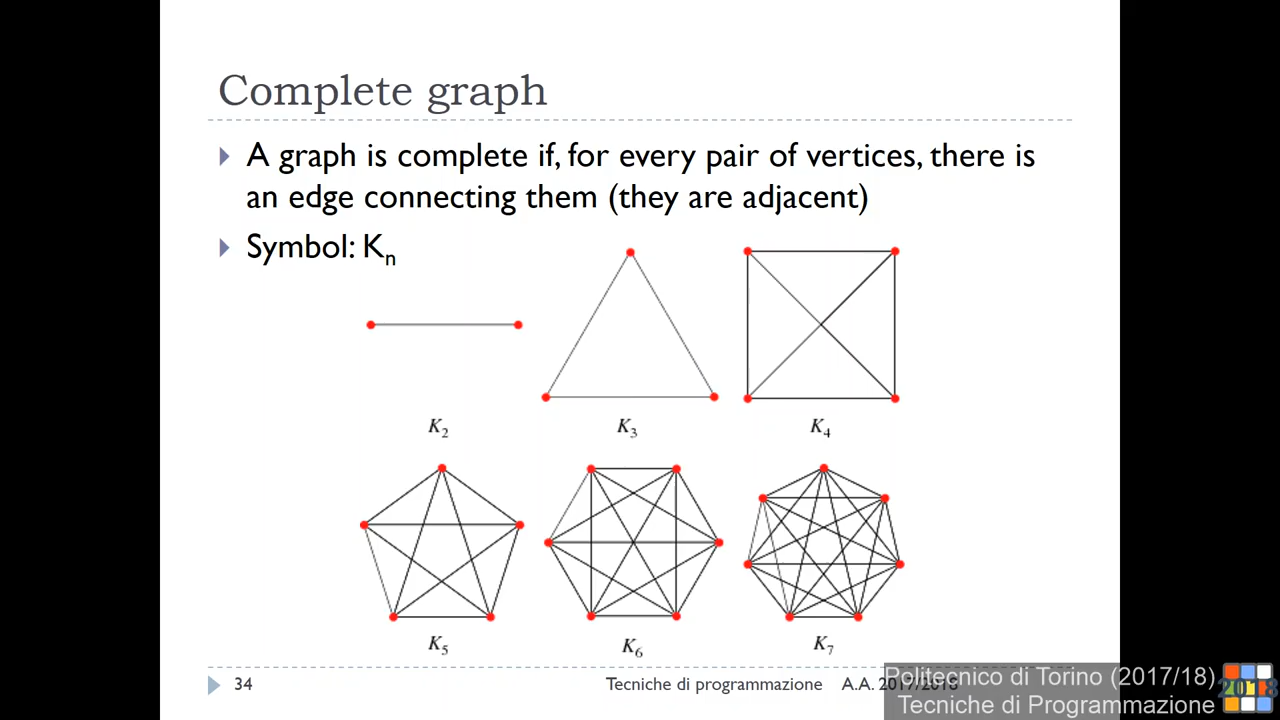 Complete graph
A graph is complete if, for every pair of vertices, there is
an edge connecting them (they are adjacent)
Symbol: Kn
K2
K3
K4
K5
K6
K7
34
Tecniche di programmazione
A.A. 2017/2018
Politecnico di Torino (2017/18)
Tecniche di Programmazione
2018